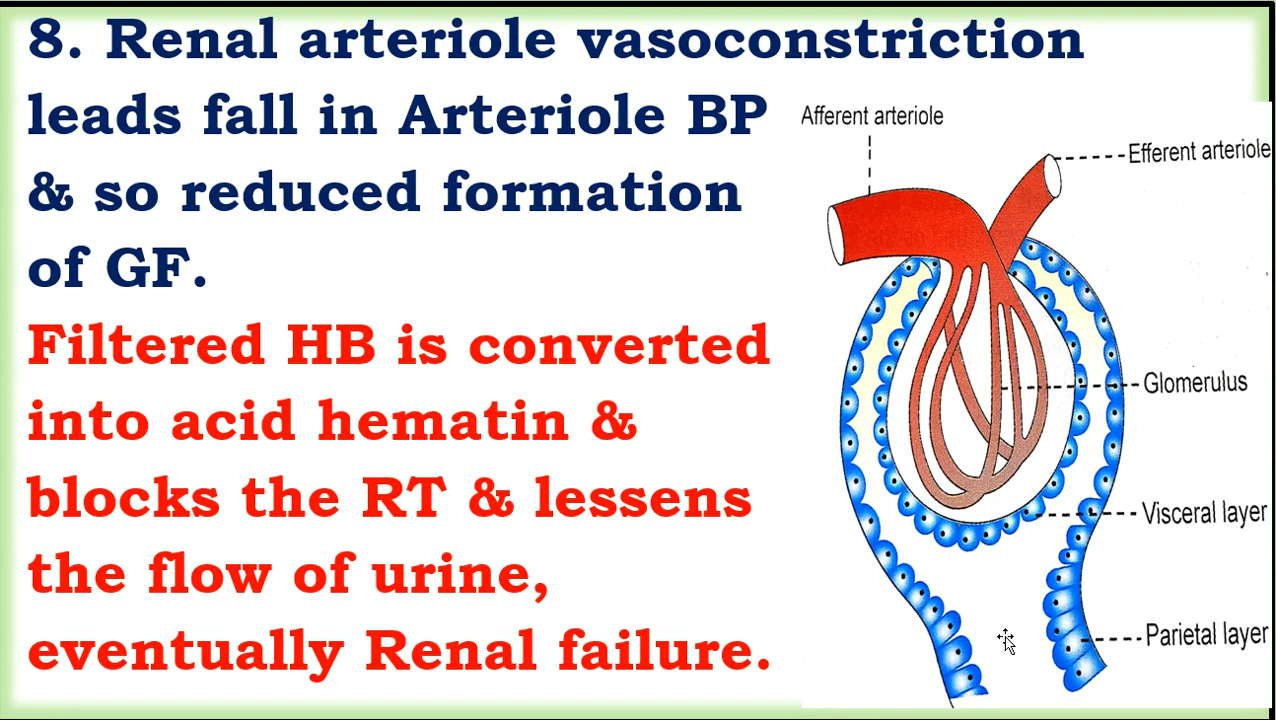 8. Renal arteriole vasoconstriction
leads fall in Arteriole BP
& so reduced formation
of GF.
Filtered HB is converted
into acid hematin &
blocks the RT & lessens
the flow of urine,
eventually Renal failure.
Afferent arteriole
Efferent arteriole
Glomerulus
Visceral layer
Parietal layer